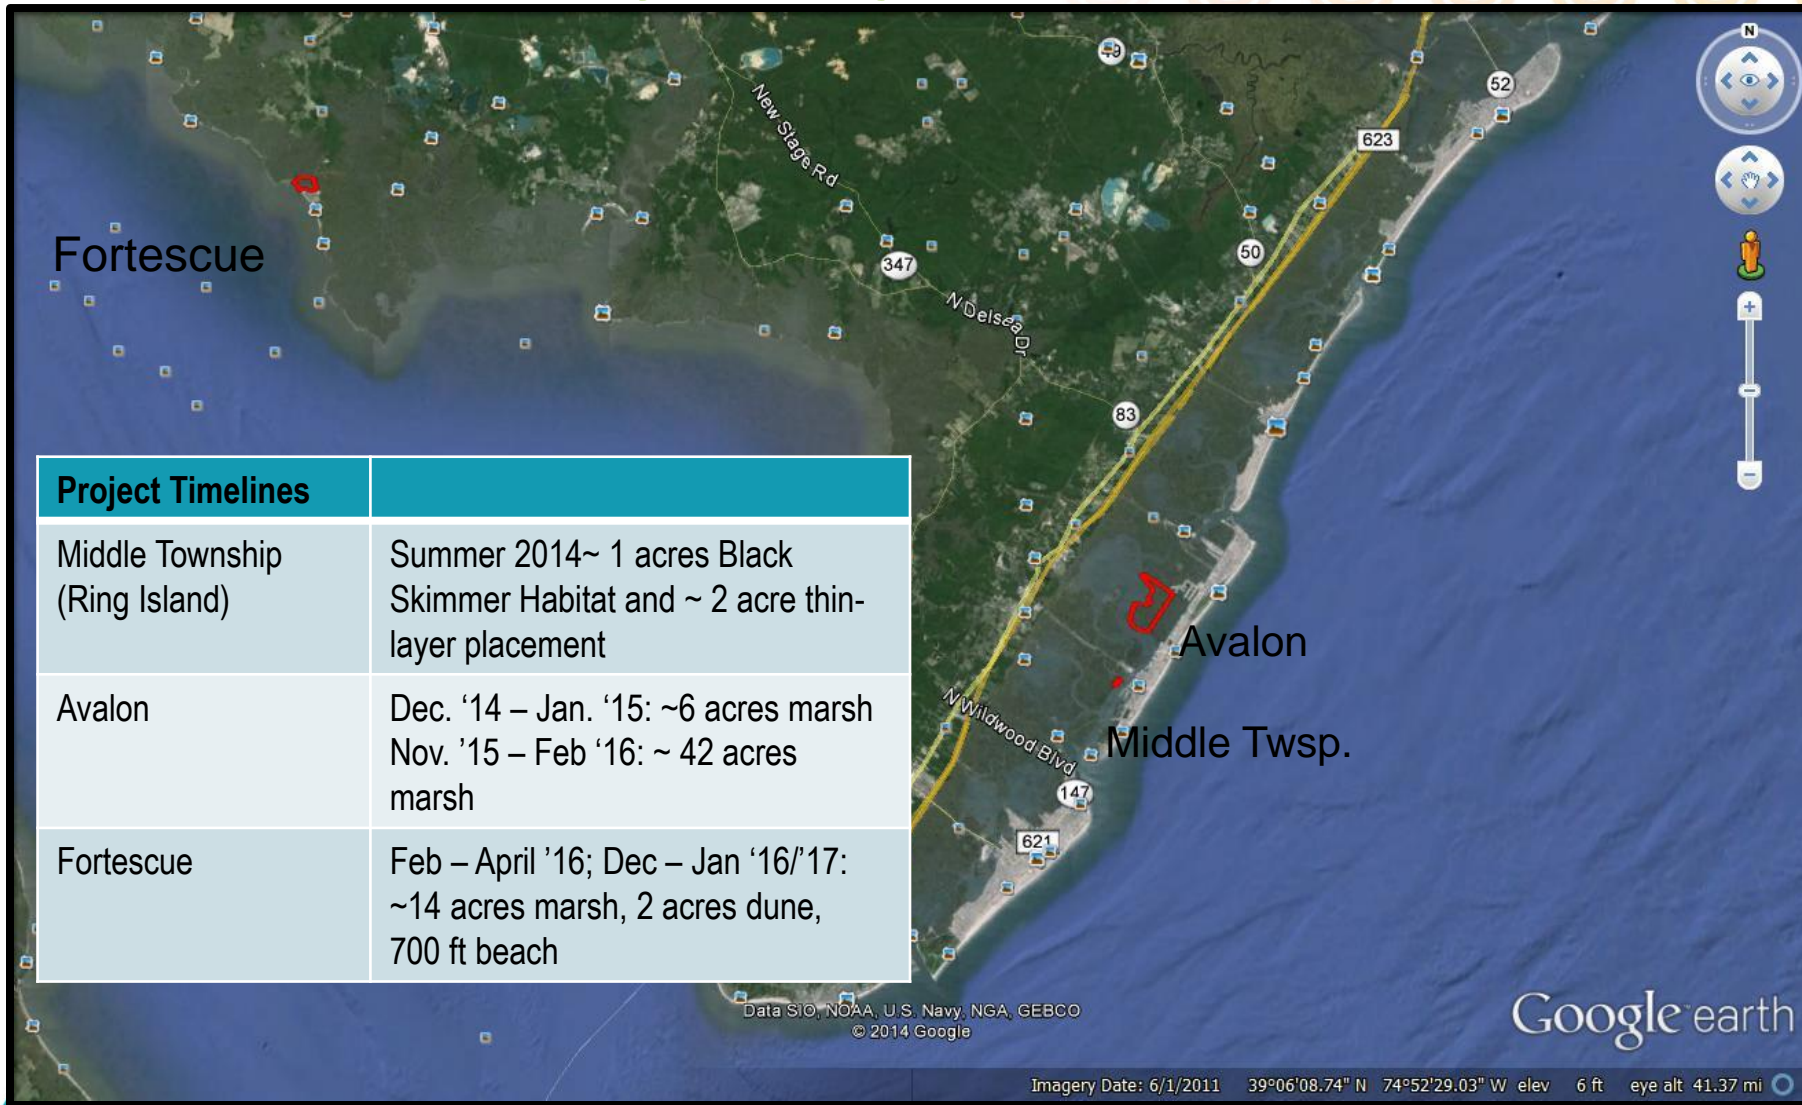 N
49
52
New Stage Rd
623
Fortescue
50
347
N Delsea Dr
83
Project Timelines
Middle Township
(Ring Island)
Summer 2014~ 1 acres Black
Skimmer Habitat and ~ 2 acre thin-
layer placement
Avalon
Dec. ‘14 – Jan. ‘15: ~6 acres marsh
Nov. ’15 – Feb ‘16: ~ 42 acres
marsh
Fortescue
Feb – April ’16; Dec – Jan ‘16/’17:
~14 acres marsh, 2 acres dune,
700 ft beach
Avalon
N Wildwood Blvd
Middle Twsp.
147
621
Data SIO, NOAA, U.S. Navy, NGA, GEBCO
© 2014 Google
Google earth
Imagery Date: 6/1/2011 39°06'08.74" N 74°52'29.03" W elev 6 ft eye alt 41.37 mi